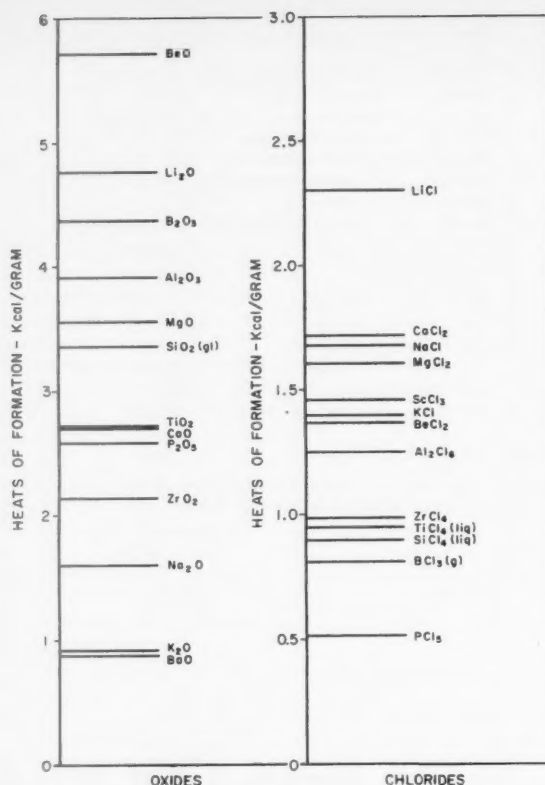 HEATS OF FORMATION - Kcal/GRAM
6
5
4
3
2
1
0
BeO
Li2O
B2O3
Al2O3
MgO
SiO2 (gl)
TiO2
CaO
P2O5
ZrO2
Na2O
K2O
BaO
OXIDES
HEATS OF FORMATION - Kcal/GRAM
3.0
2.5
2.0
1.5
1.0
0.5
0
LiCl
CaCl2
NaCl
MgCl2
ScCl3
KCl
BeCl2
Al2Cl6
ZrCl4
TiCl4 (liq)
SiCl4 (liq)
BCl3 (g)
PCl5
CHLORIDES